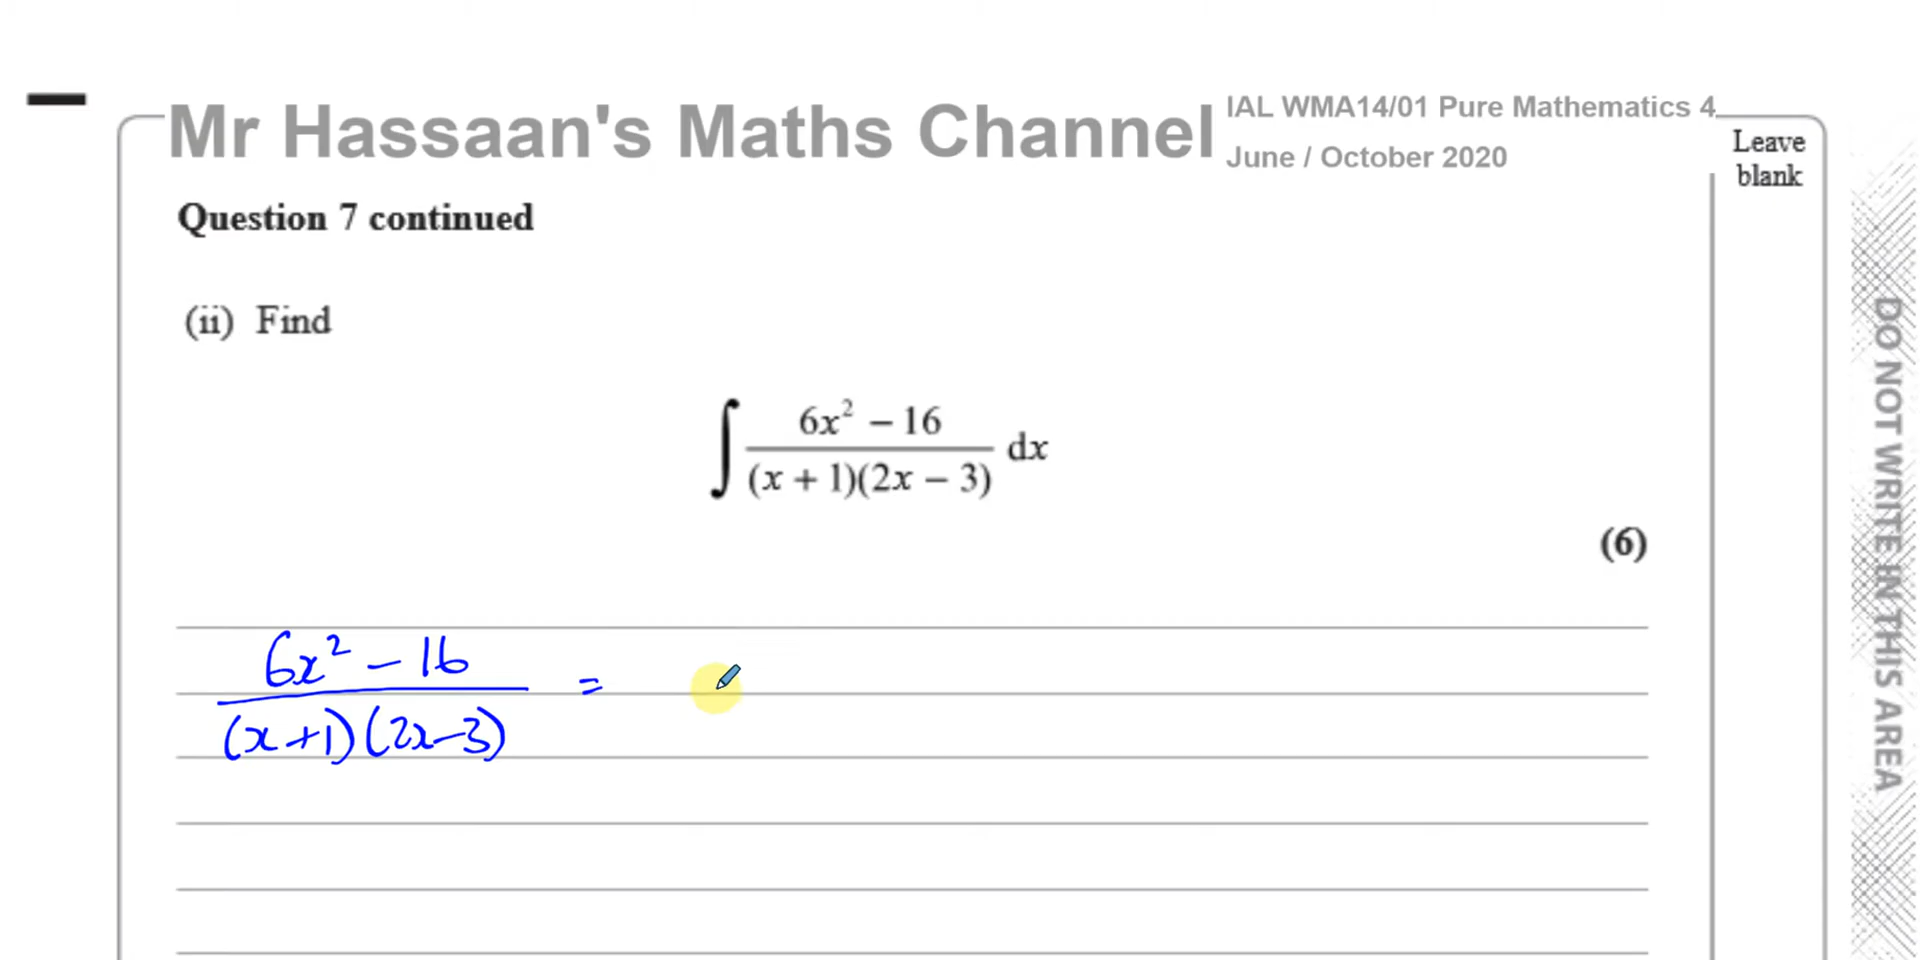 Mr Hassaan's Maths Channel
IAL WMA14/01 Pure Mathematics 4
June / October 2020
Leave
blank
Question 7 continued
(ii) Find
∫ (6x² − 16)/((x + 1)(2x − 3)) dx
(6)
(6x² − 16)/((x+1)(2x−3)) =
DO NOT WRITE IN THIS AREA